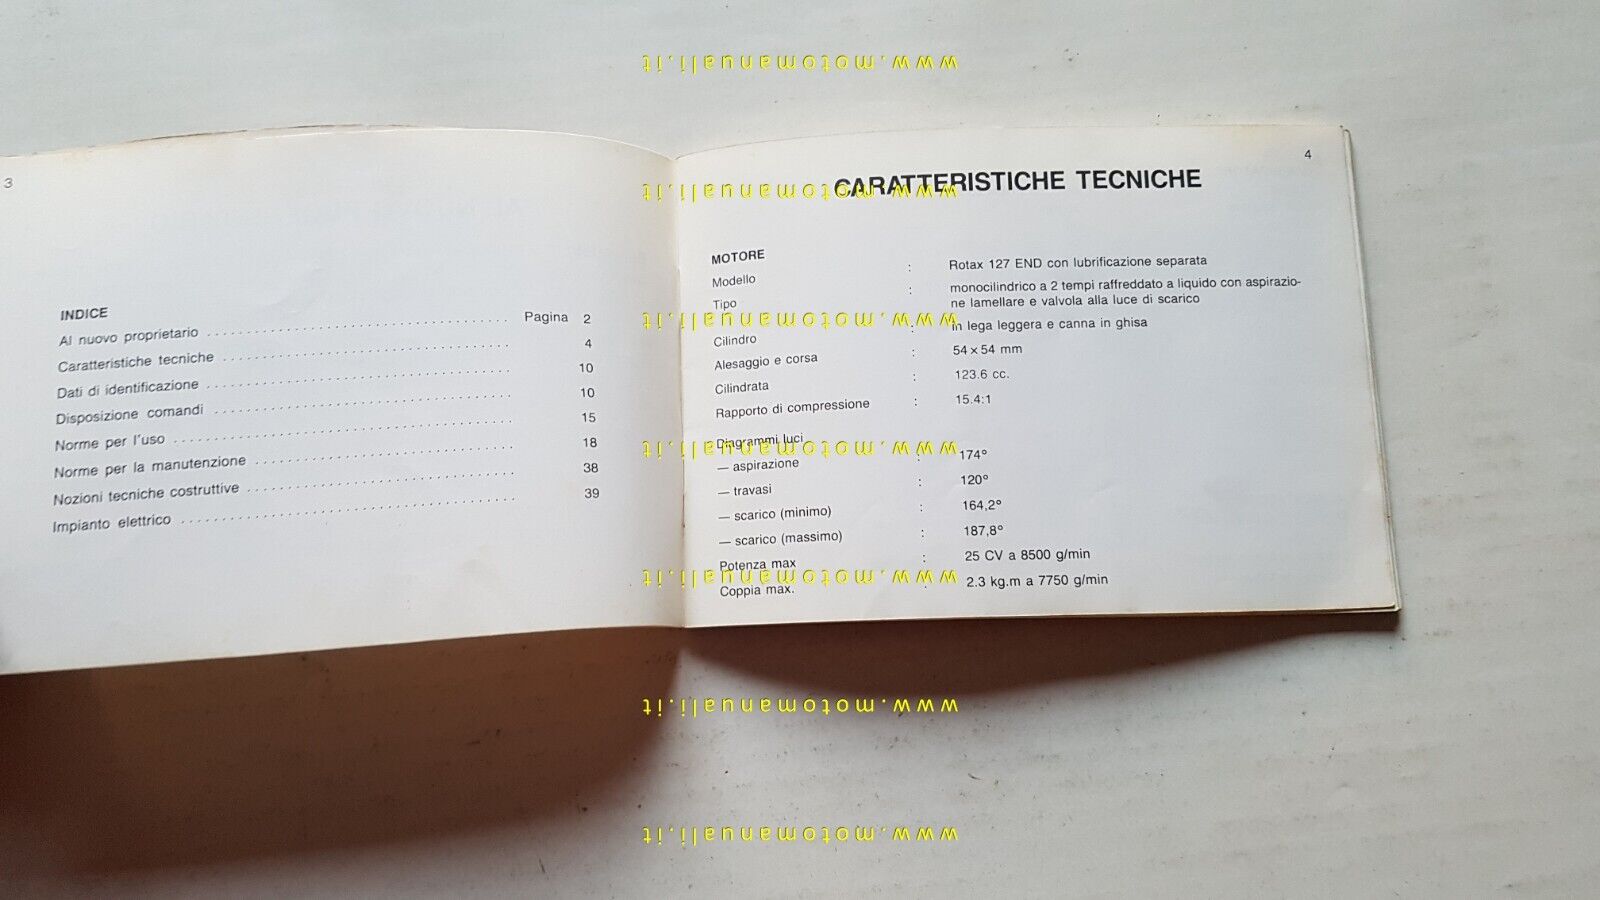 www.motomanuali.it
3
INDICE
Al nuovo proprietario ..................................... Pagina 2
Caratteristiche tecniche ................................... 4
Dati di identificazione ..................................... 10
Disposizione comandi ..................................... 10
Norme per l'uso ......................................... 15
Norme per la manutenzione ................................ 18
Nozioni tecniche costruttive ................................. 38
Impianto elettrico ......................................... 39
4
CARATTERISTICHE TECNICHE
www.motomanuali.it
MOTORE
Modello : Rotax 127 END con lubrificazione separata
Tipo : monocilindrico a 2 tempi raffreddato a liquido con aspirazio-
ne lamellare e valvola alla luce di scarico
www.motomanuali.it
Cilindro : in lega leggera e canna in ghisa
Alesaggio e corsa : 54 × 54 mm
Cilindrata : 123.6 cc.
Rapporto di compressione : 15.4:1
Diagrammi luci
www.motomanuali.it
— aspirazione : 174°
— travasi : 120°
— scarico (minimo) : 164,2°
— scarico (massimo) : 187,8°
Potenza max : 25 CV a 8500 g/min
www.motomanuali.it
Coppia max. : 2.3 kg.m a 7750 g/min
www.motomanuali.it
www.motomanuali.it